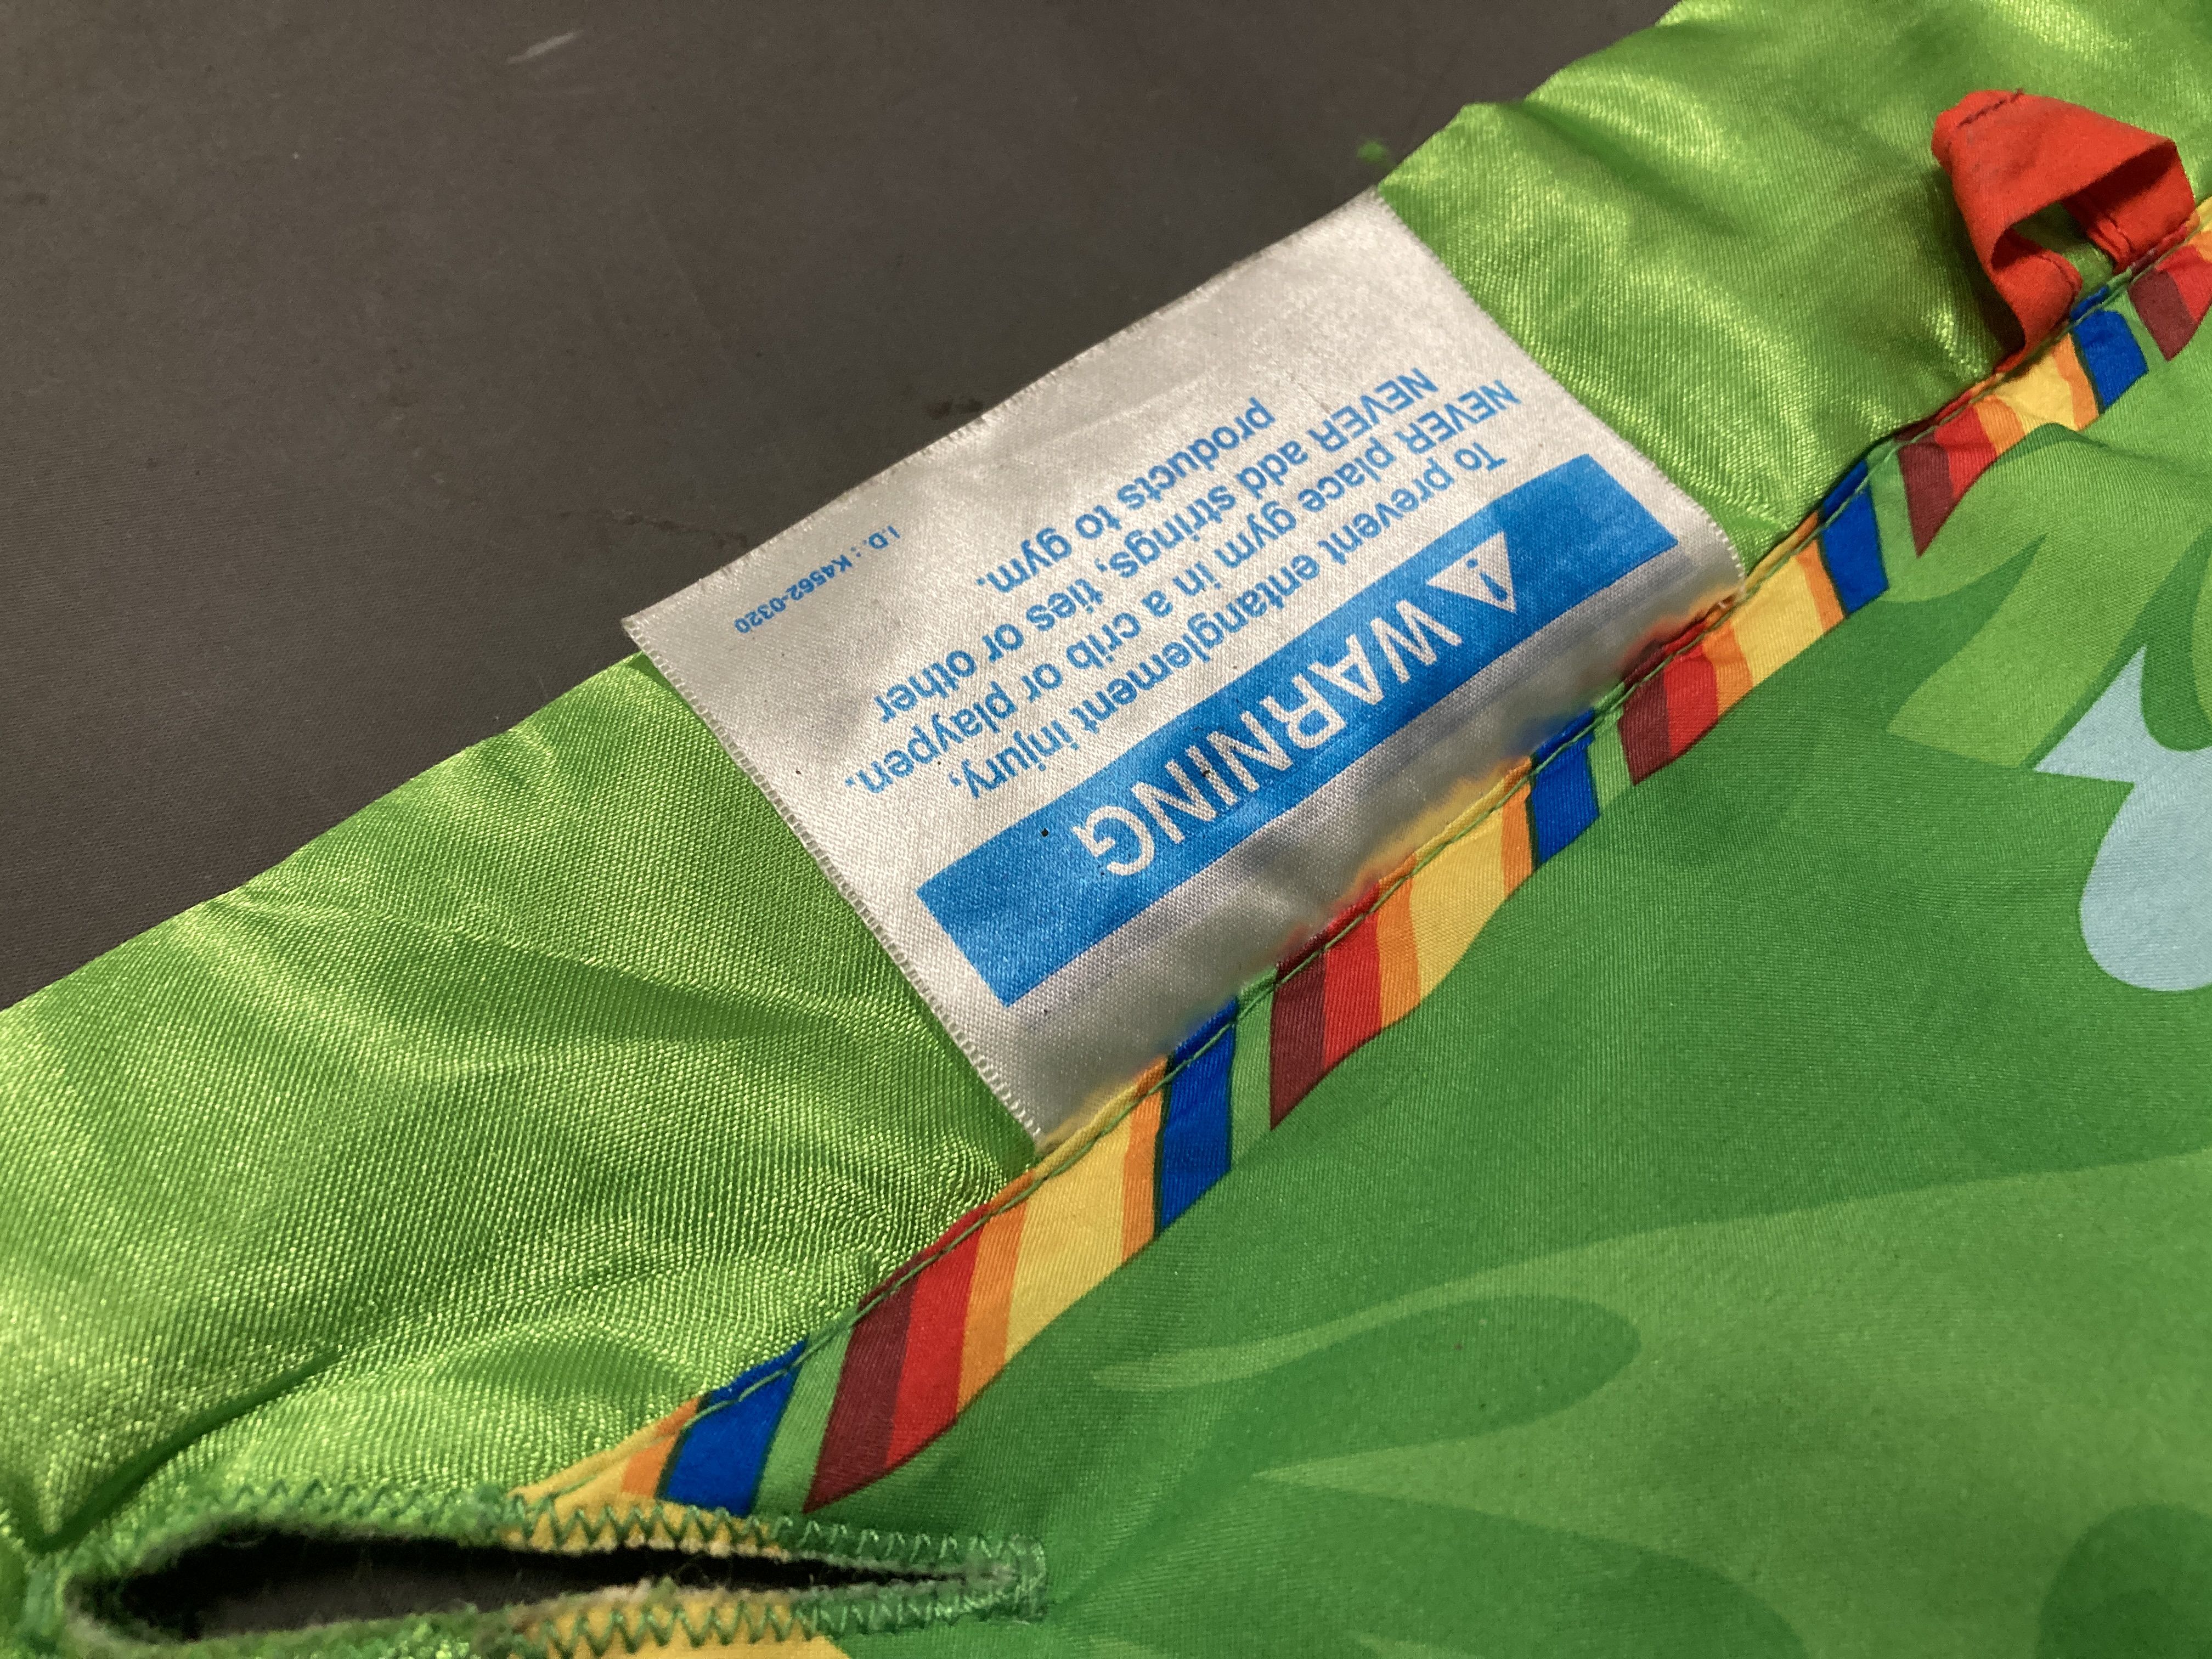 ⚠ WARNING
To prevent entanglement injury,
NEVER place gym in a crib or playpen.
NEVER add strings, ties or other
products to gym.
I.D.: K4562-0320